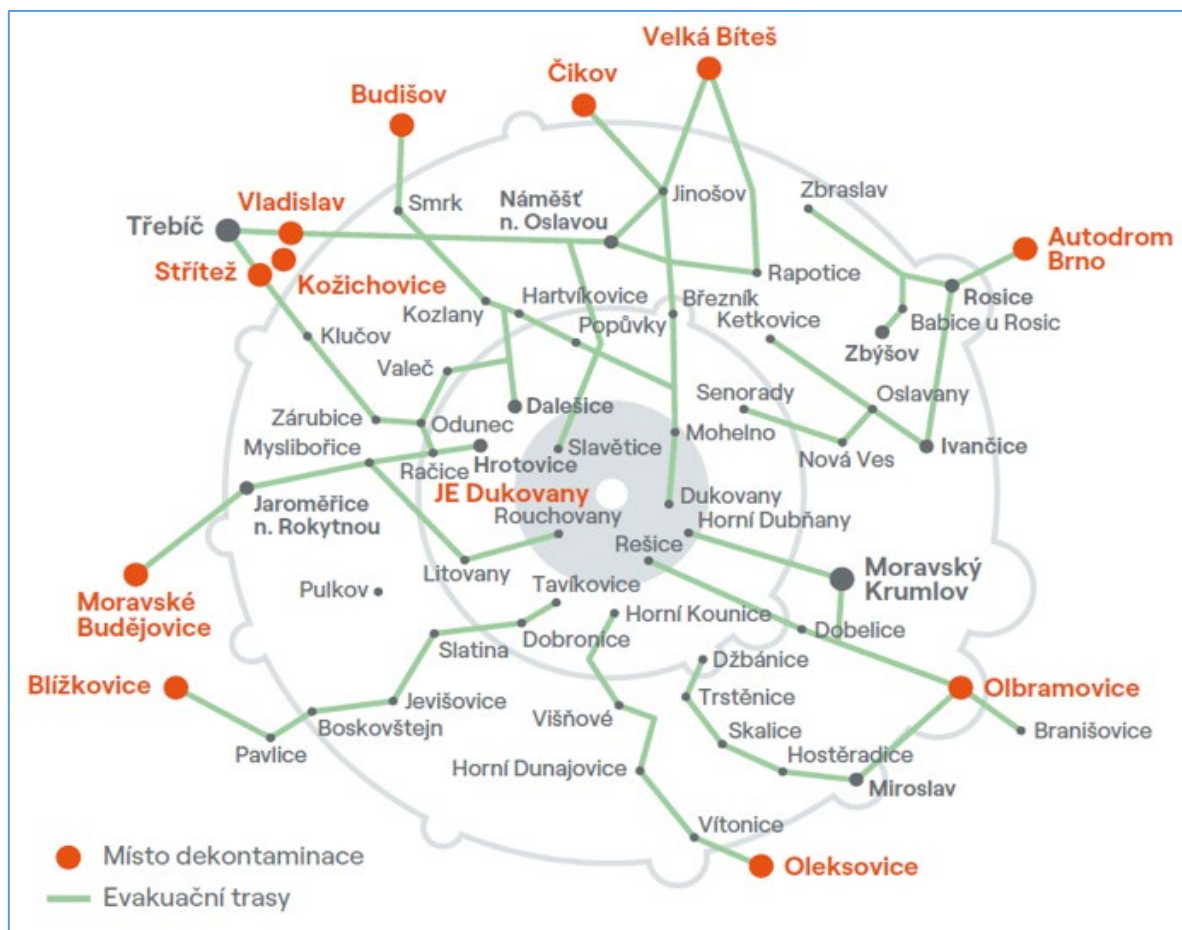 Velká Bíteš
Čikov
Budišov
Zbraslav
Jinošov
Náměšť
n. Oslavou
Smrk
Vladislav
Třebíč
Autodrom
Brno
Střítež
Kožichovice
Rapotice
Rosice
Hartvíkovice
Březník
Kozlany
Popůvky
Ketkovice
Babice u Rosic
Klučov
Zbýšov
Valeč
Senorady
Oslavany
Dalešice
Zárubice
Odunec
Mohelno
Myslibořice
Slavětice
Nová Ves
Ivančice
Račice
Hrotovice
JE Dukovany
Dukovany
Jaroměřice
n. Rokytnou
Rouchovany
Horní Dubňany
Rešice
Moravský
Krumlov
Litovany
Pulkov
Tavíkovice
Moravské
Budějovice
Horní Kounice
Dobelice
Dobronice
Slatina
Džbánice
Blížkovice
Olbramovice
Jevišovice
Trstěnice
Boskovštejn
Višňové
Skalice
Branišovice
Pavlice
Hostěradice
Horní Dunajovice
Miroslav
Vítonice
Místo dekontaminace
Oleksovice
Evakuační trasy